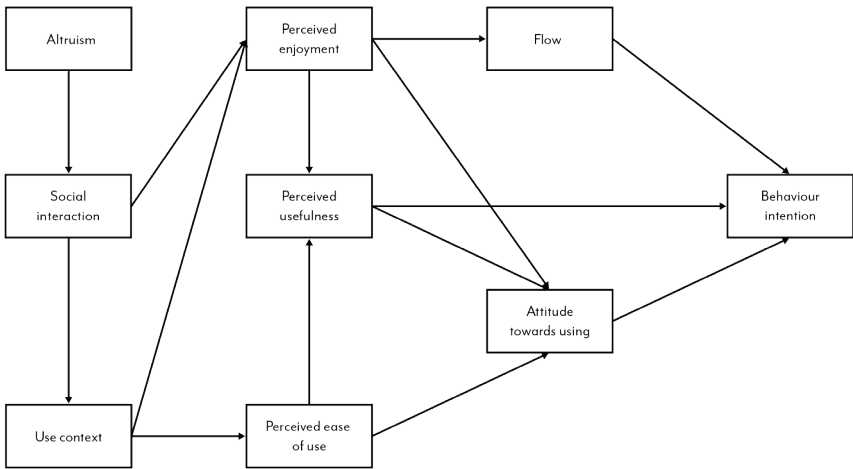 Altruism
Perceived
enjoyment
Flow
Social
interaction
Perceived
usefulness
Behaviour
intention
Attitude
towards using
Use context
Perceived ease
of use